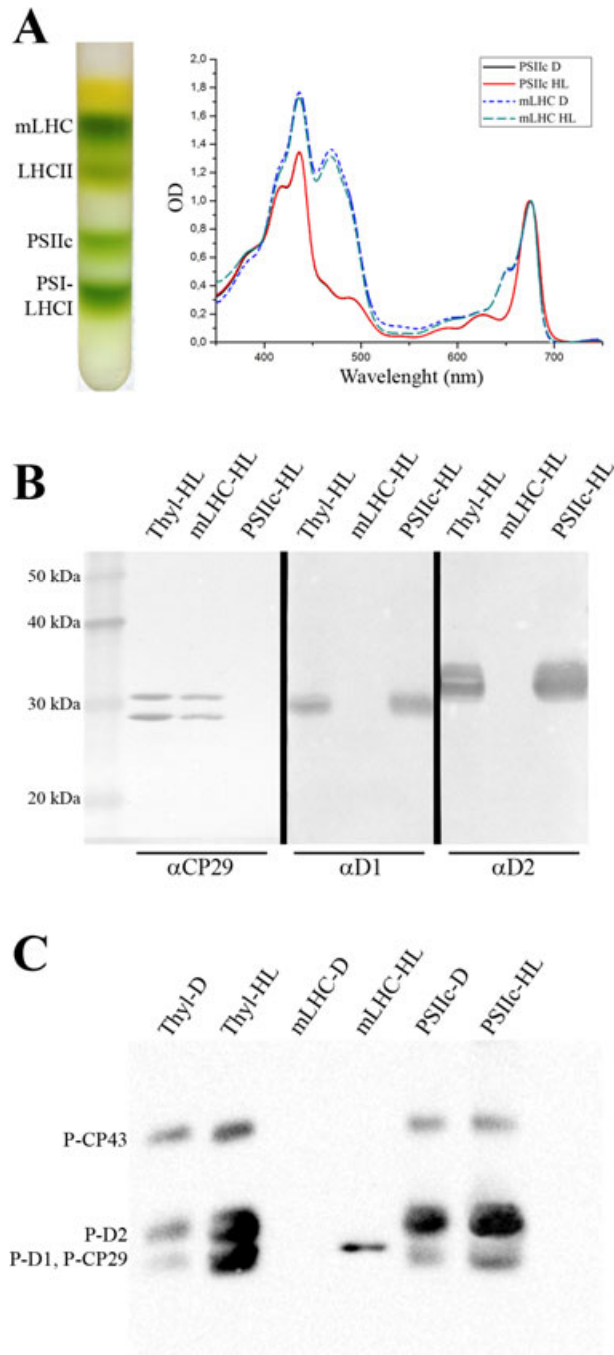 A
mLHC
LHCII
PSIIc
PSI-
LHCI
OD
2,0
1,8
1,6
1,4
1,2
1,0
0,8
0,6
0,4
0,2
0,0
400
500
600
700
Wavelenght (nm)
PSIIc D
PSIIc HL
mLHC D
mLHC HL
B
Thyl-HL
mLHC-HL
PSIIc-HL
Thyl-HL
mLHC-HL
PSIIc-HL
Thyl-HL
mLHC-HL
PSIIc-HL
50 kDa
40 kDa
30 kDa
20 kDa
αCP29
αD1
αD2
C
Thyl-D
Thyl-HL
mLHC-D
mLHC-HL
PSIIc-D
PSIIc-HL
P-CP43
P-D2
P-D1, P-CP29